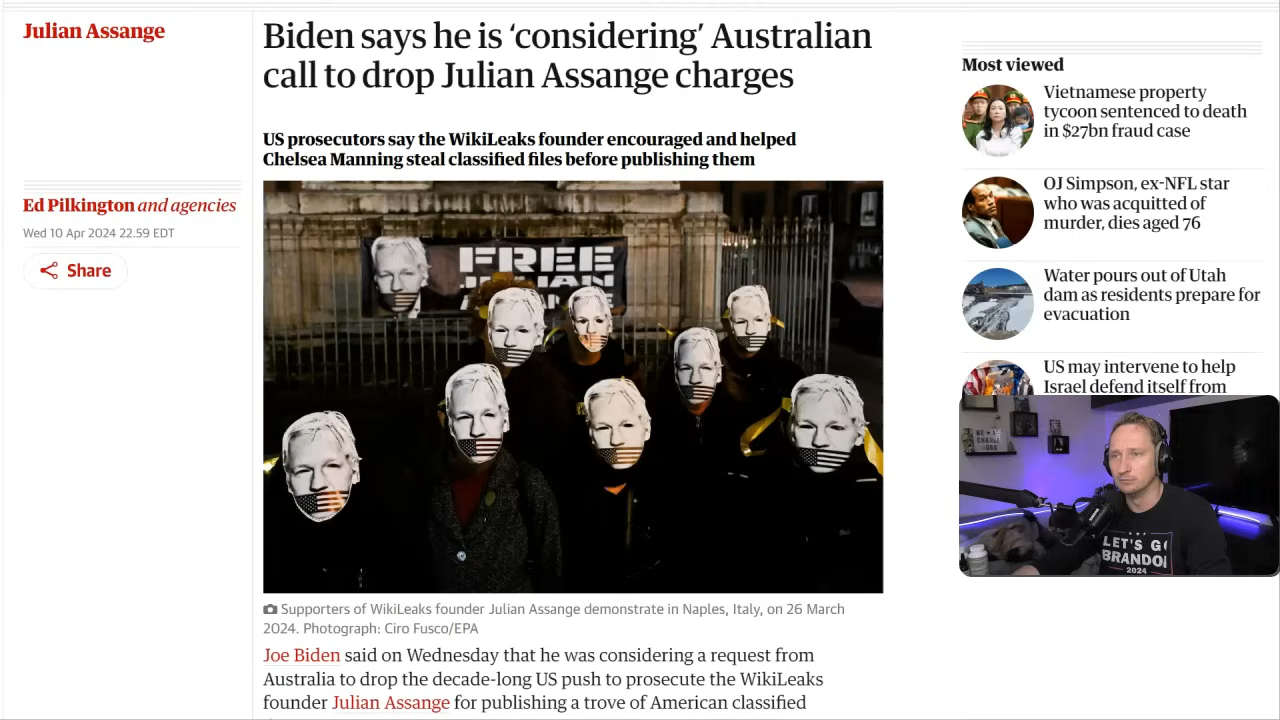 Julian Assange
Biden says he is ‘considering’ Australian
call to drop Julian Assange charges
US prosecutors say the WikiLeaks founder encouraged and helped
Chelsea Manning steal classified files before publishing them
Ed Pilkington and agencies
Wed 10 Apr 2024 22.59 EDT
Share
FREE
JULIAN
Supporters of WikiLeaks founder Julian Assange demonstrate in Naples, Italy, on 26 March
2024. Photograph: Ciro Fusco/EPA
Joe Biden said on Wednesday that he was considering a request from
Australia to drop the decade-long US push to prosecute the WikiLeaks
founder Julian Assange for publishing a trove of American classified
Most viewed
Vietnamese property
tycoon sentenced to death
in $27bn fraud case
OJ Simpson, ex-NFL star
who was acquitted of
murder, dies aged 76
Water pours out of Utah
dam as residents prepare for
evacuation
US may intervene to help
Israel defend itself from
LET'S GO
BRANDON
2024